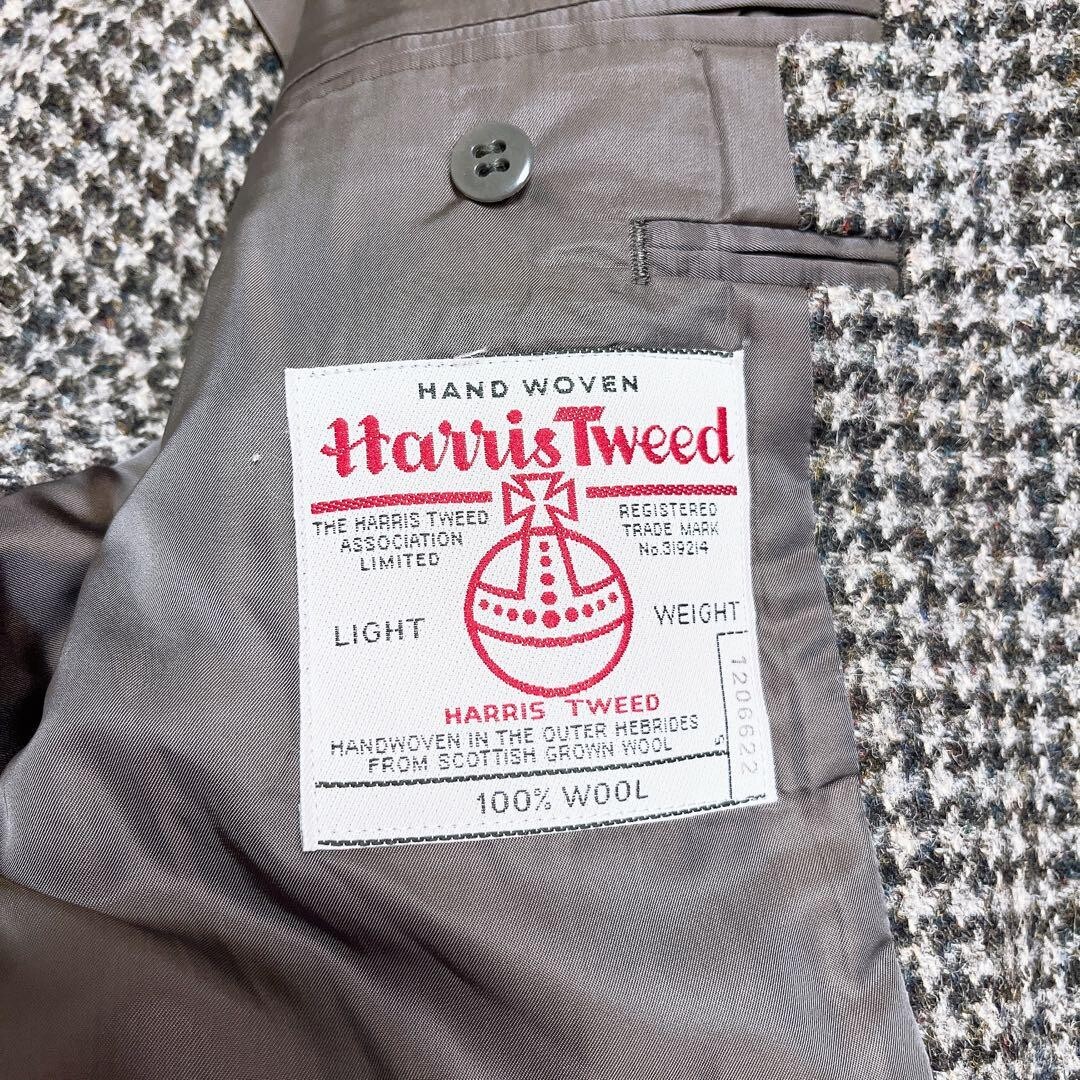 HAND WOVEN
Harris Tweed
THE HARRIS TWEED
ASSOCIATION
LIMITED
REGISTERED
TRADE MARK
No.319214
LIGHT WEIGHT
HARRIS TWEED
HANDWOVEN IN THE OUTER HEBRIDES
FROM SCOTTISH GROWN WOOL
100% WOOL
S
1206622